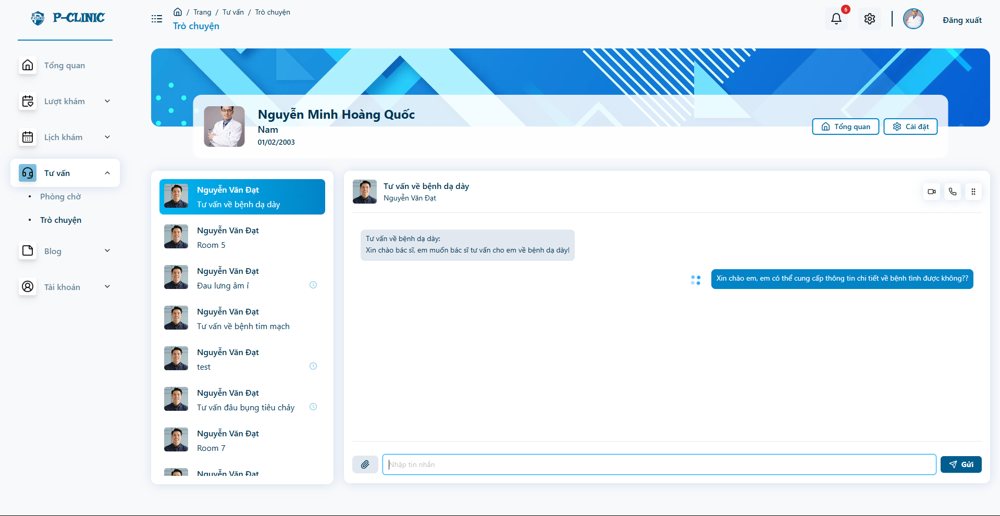 P-CLINIC
P-CLINIC
/ Trang / Tư vấn / Trò chuyện
Trò chuyện
6
Đăng xuất
Tổng quan
Lượt khám
Lịch khám
Tư vấn
Phòng chờ
Trò chuyện
Blog
Tài khoản
Nguyễn Minh Hoàng Quốc
Nam
01/02/2003
Tổng quan
Cài đặt
Nguyễn Văn Đạt
Tư vấn về bệnh dạ dày
Nguyễn Văn Đạt
Room 5
Nguyễn Văn Đạt
Đau lưng âm ỉ
Nguyễn Văn Đạt
Tư vấn về bệnh tim mạch
Nguyễn Văn Đạt
test
Nguyễn Văn Đạt
Tư vấn đâu bụng tiêu chảy
Nguyễn Văn Đạt
Room 7
Nguyễn Văn Đạt
Tư vấn về bệnh dạ dày
Nguyễn Văn Đạt
Tư vấn về bệnh dạ dày:
Xin chào bác sĩ, em muốn bác sĩ tư vấn cho em về bệnh dạ dày!
Xin chào em, em có thể cung cấp thông tin chi tiết về bệnh tình được không??
Nhập tin nhắn
Gửi